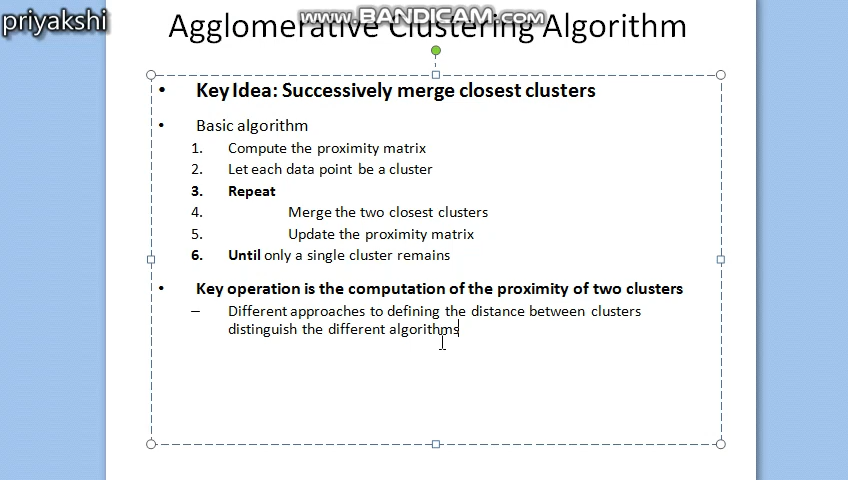 priyakshi
www.BANDICAM.com
Agglomerative Clustering Algorithm
• Key Idea: Successively merge closest clusters
• Basic algorithm
1. Compute the proximity matrix
2. Let each data point be a cluster
3. Repeat
4. Merge the two closest clusters
5. Update the proximity matrix
6. Until only a single cluster remains
• Key operation is the computation of the proximity of two clusters
– Different approaches to defining the distance between clusters
distinguish the different algorithms